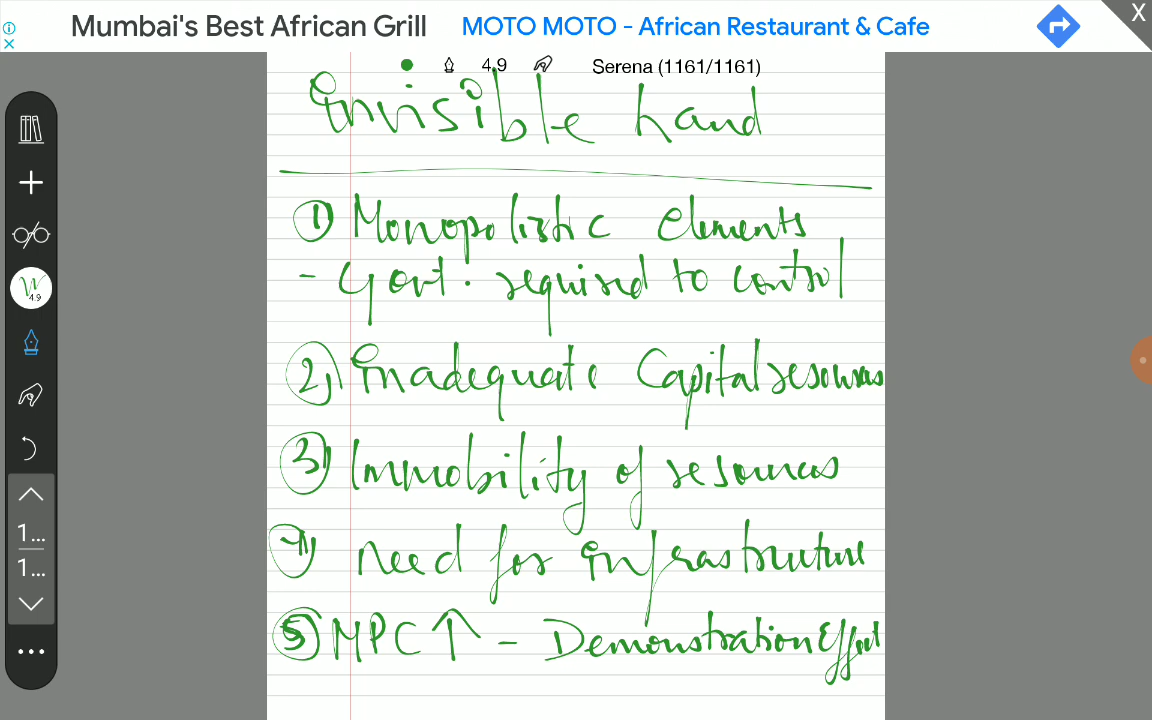 Mumbai's Best African Grill MOTO MOTO - African Restaurant & Cafe
X
4.9 Serena (1161/1161)
Invisible hand
① Monopolistic Elements
- Govt. required to control
② Inadequate Capital resources
③ Immobility of resources
④ need for infrastructure
⑤ MPC ↑ - Demonstration Effect
W
4.9
1...
1...